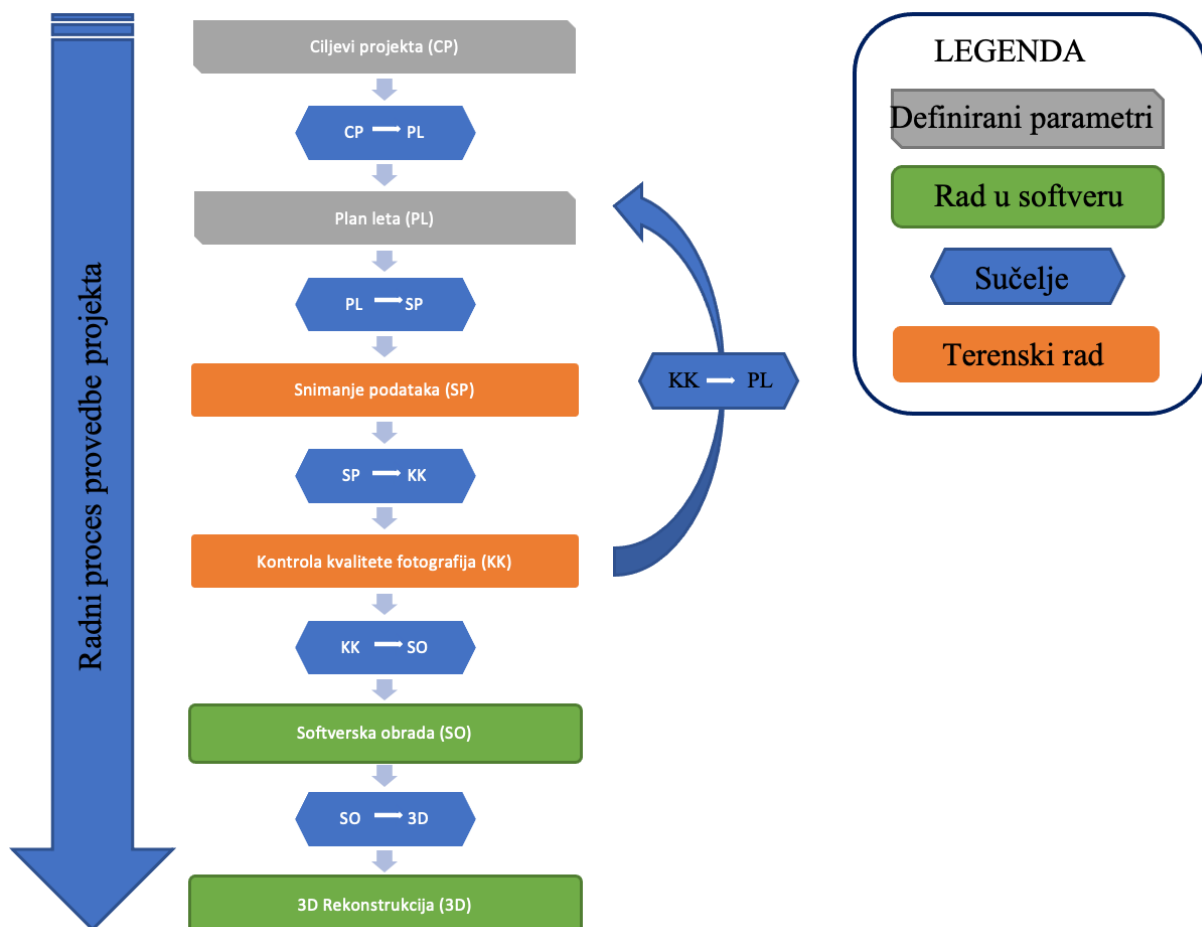 Radni proces provedbe projekta
Ciljevi projekta (CP)
CP → PL
Plan leta (PL)
PL → SP
Snimanje podataka (SP)
SP → KK
Kontrola kvalitete fotografija (KK)
KK → SO
Softverska obrada (SO)
SO → 3D
3D Rekonstrukcija (3D)
KK → PL
LEGENDA
Definirani parametri
Rad u softveru
Sučelje
Terenski rad